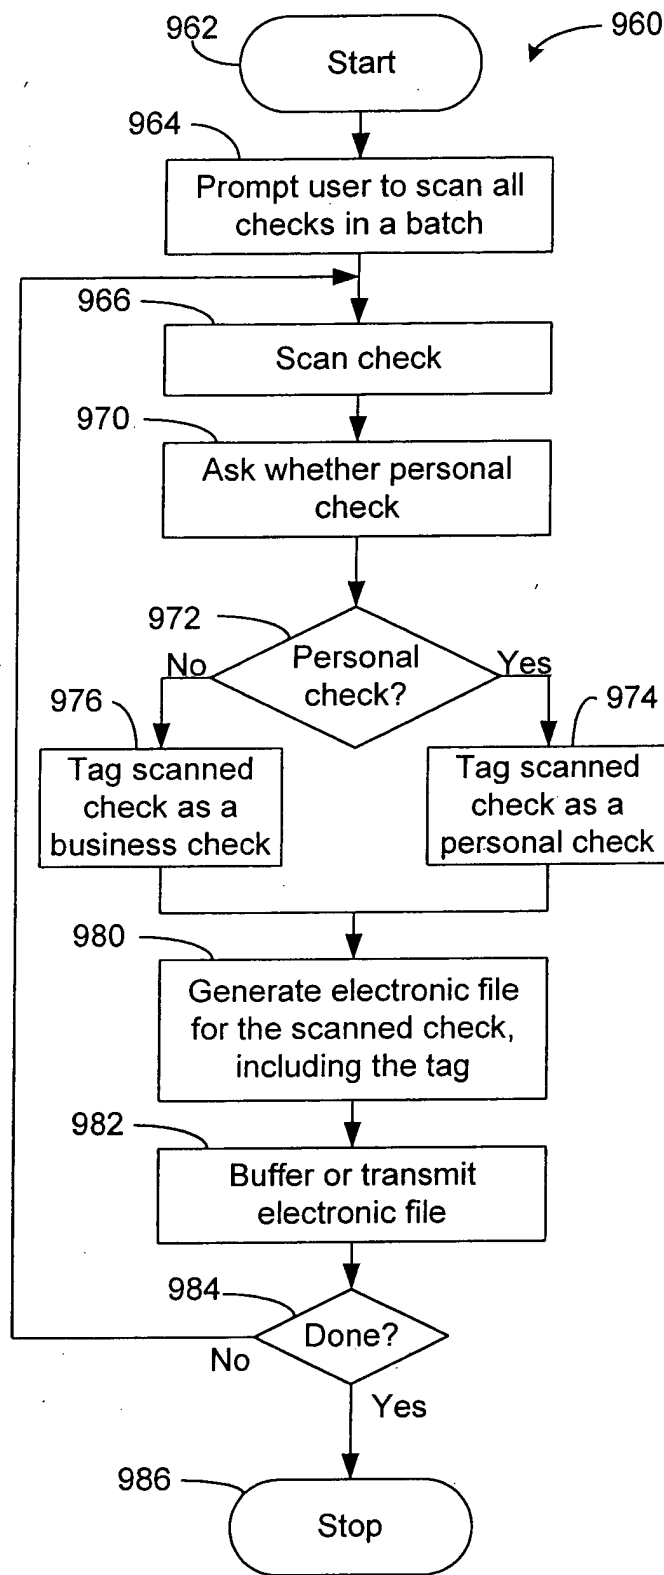 962
Start
960
964
Prompt user to scan all
checks in a batch
966
Scan check
970
Ask whether personal
check
972
Personal
check?
No
Yes
976
Tag scanned
check as a
business check
974
Tag scanned
check as a
personal check
980
Generate electronic file
for the scanned check,
including the tag
982
Buffer or transmit
electronic file
984
Done?
No
Yes
986
Stop